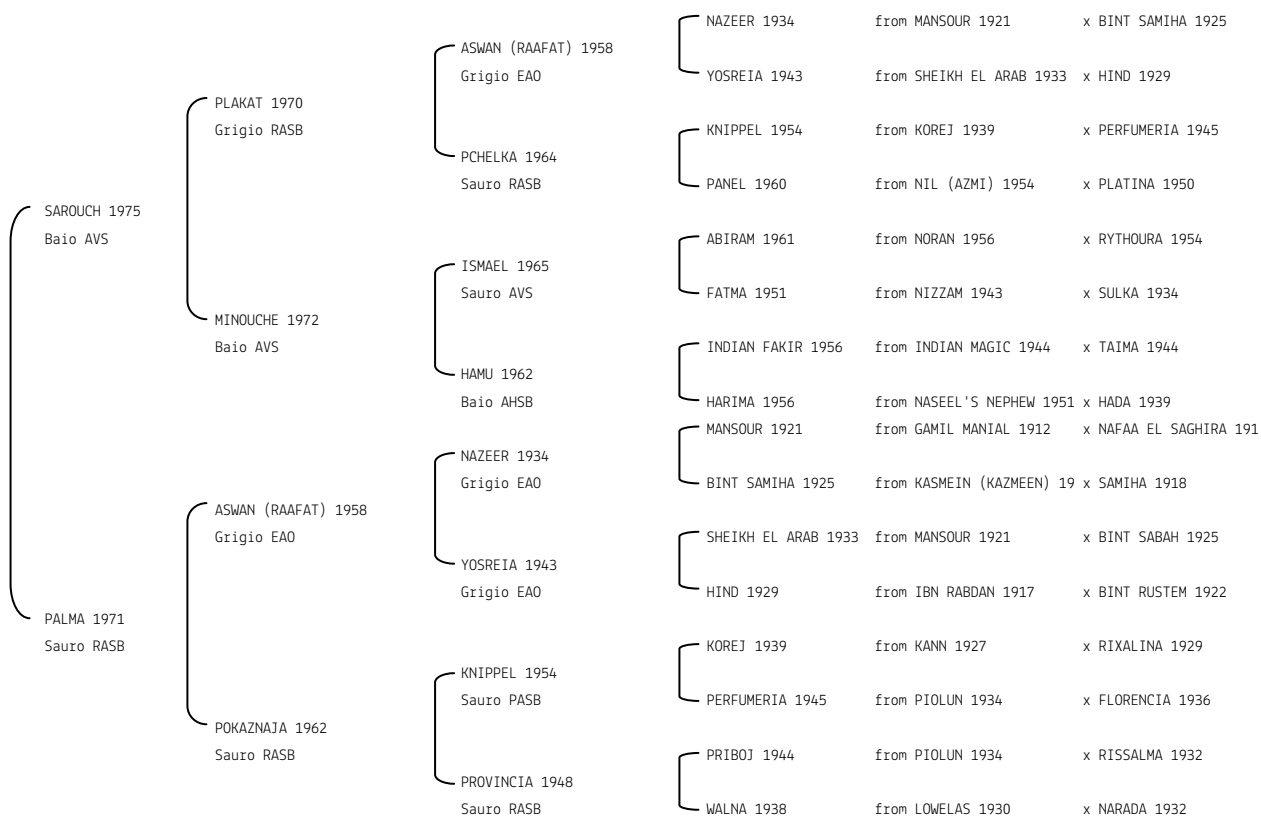 NAZEER 1934 from MANSOUR 1921 x BINT SAMIHA 1925
ASWAN (RAAFAT) 1958
Grigio EAO
YOSREIA 1943 from SHEIKH EL ARAB 1933 x HIND 1929
PLAKAT 1970
Grigio RASB
KNIPPEL 1954 from KOREJ 1939 x PERFUMERIA 1945
PCHELKA 1964
Sauro RASB
PANEL 1960 from NIL (AZMI) 1954 x PLATINA 1950
SAROUCH 1975
Baio AVS
ABIRAM 1961 from NORAN 1956 x RYTHOURA 1954
ISMAEL 1965
Sauro AVS
FATMA 1951 from NIZZAM 1943 x SULKA 1934
MINOUCHE 1972
Baio AVS
INDIAN FAKIR 1956 from INDIAN MAGIC 1944 x TAIMA 1944
HAMU 1962
Baio AHSB
HARIMA 1956 from NASEEL'S NEPHEW 1951 x HADA 1939
MANSOUR 1921 from GAMIL MANIAL 1912 x NAFAA EL SAGHIRA 191
NAZEER 1934
Grigio EAO
BINT SAMIHA 1925 from KASMEIN (KAZMEEN) 19 x SAMIHA 1918
ASWAN (RAAFAT) 1958
Grigio EAO
SHEIKH EL ARAB 1933 from MANSOUR 1921 x BINT SABAH 1925
YOSREIA 1943
Grigio EAO
HIND 1929 from IBN RABDAN 1917 x BINT RUSTEM 1922
PALMA 1971
Sauro RASB
KOREJ 1939 from KANN 1927 x RIXALINA 1929
KNIPPEL 1954
Sauro PASB
PERFUMERIA 1945 from PIOLUN 1934 x FLORENCIA 1936
POKAZNAJA 1962
Sauro RASB
PRIBOJ 1944 from PIOLUN 1934 x RISSALMA 1932
PROVINCIA 1948
Sauro RASB
WALNA 1938 from LOWELAS 1930 x NARADA 1932